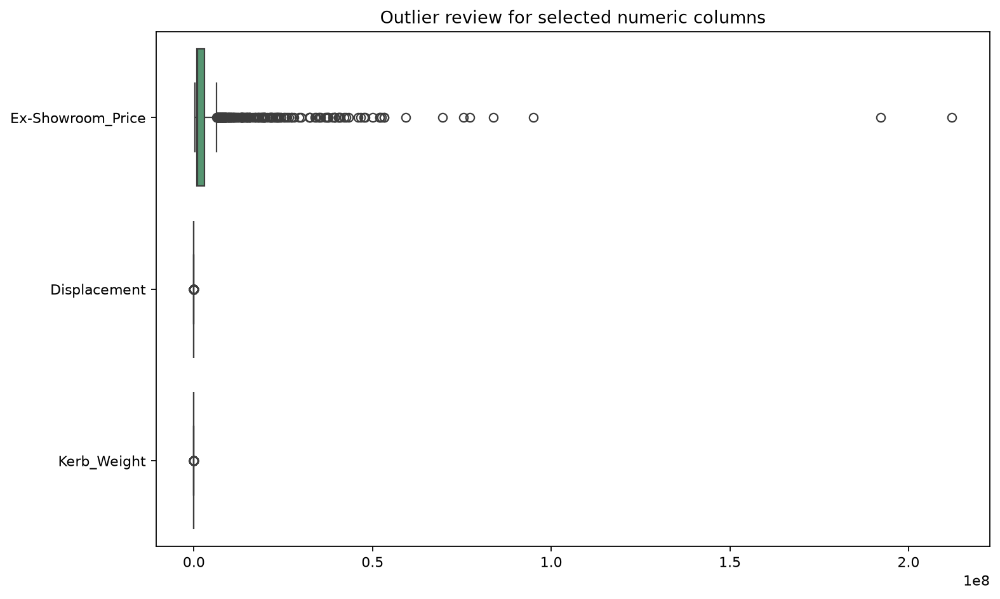 Outlier review for selected numeric columns
Ex-Showroom_Price
Displacement
Kerb_Weight
0.0 0.5 1.0 1.5 2.0
1e8